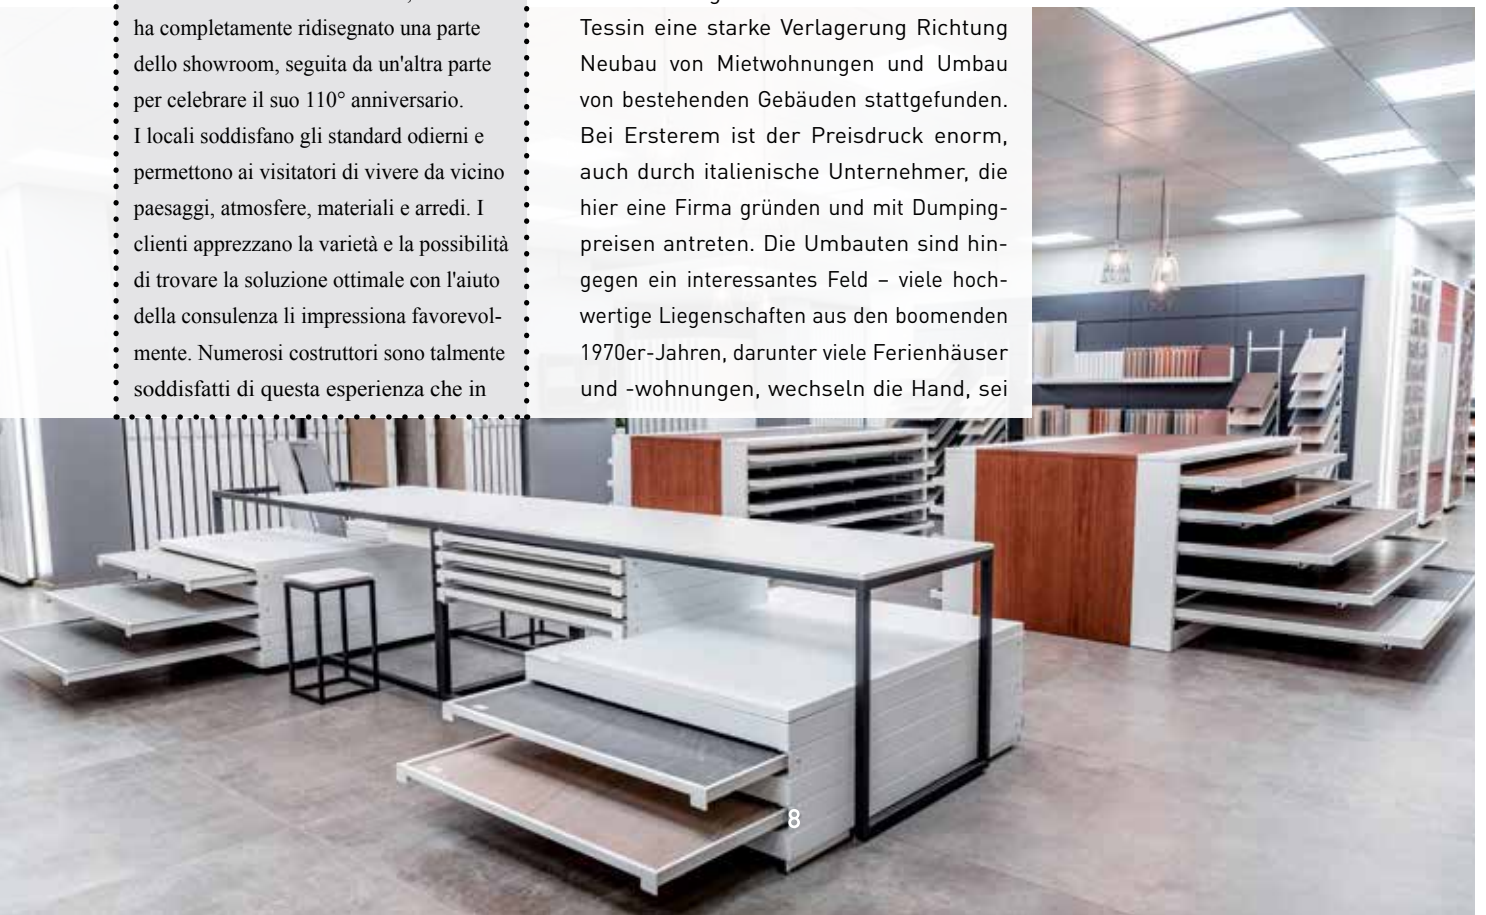 ha completamente ridisegnato una parte
dello showroom, seguita da un'altra parte
per celebrare il suo 110° anniversario.
I locali soddisfano gli standard odierni e
permettono ai visitatori di vivere da vicino
paesaggi, atmosfere, materiali e arredi. I
clienti apprezzano la varietà e la possibilità
di trovare la soluzione ottimale con l'aiuto
della consulenza li impressiona favorevol-
mente. Numerosi costruttori sono talmente
soddisfatti di questa esperienza che in
Tessin eine starke Verlagerung Richtung
Neubau von Mietwohnungen und Umbau
von bestehenden Gebäuden stattgefunden.
Bei Ersterem ist der Preisdruck enorm,
auch durch italienische Unternehmer, die
hier eine Firma gründen und mit Dumping-
preisen antreten. Die Umbauten sind hin-
gegen ein interessantes Feld – viele hoch-
wertige Liegenschaften aus den boomenden
1970er-Jahren, darunter viele Ferienhäuser
und -wohnungen, wechseln die Hand, sei
8